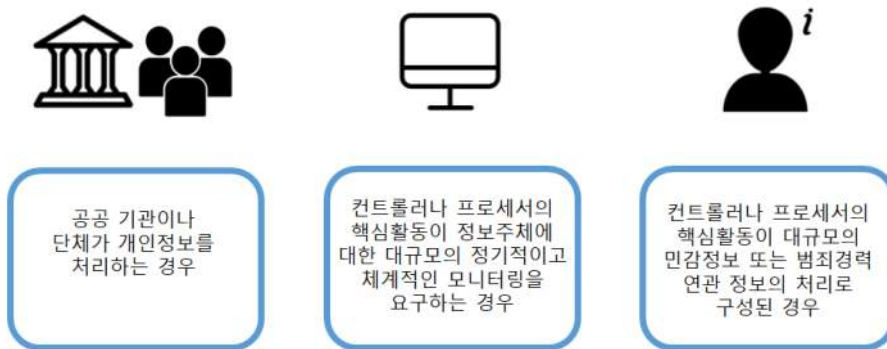 i
공공 기관이나
단체가 개인정보를
처리하는 경우
컨트롤러나 프로세서의
핵심활동이 정보주체에
대한 대규모의 정기적이고
체계적인 모니터링을
요구하는 경우
컨트롤러나 프로세서의
핵심활동이 대규모의
민감정보 또는 범죄경력
연관 정보의 처리로
구성된 경우